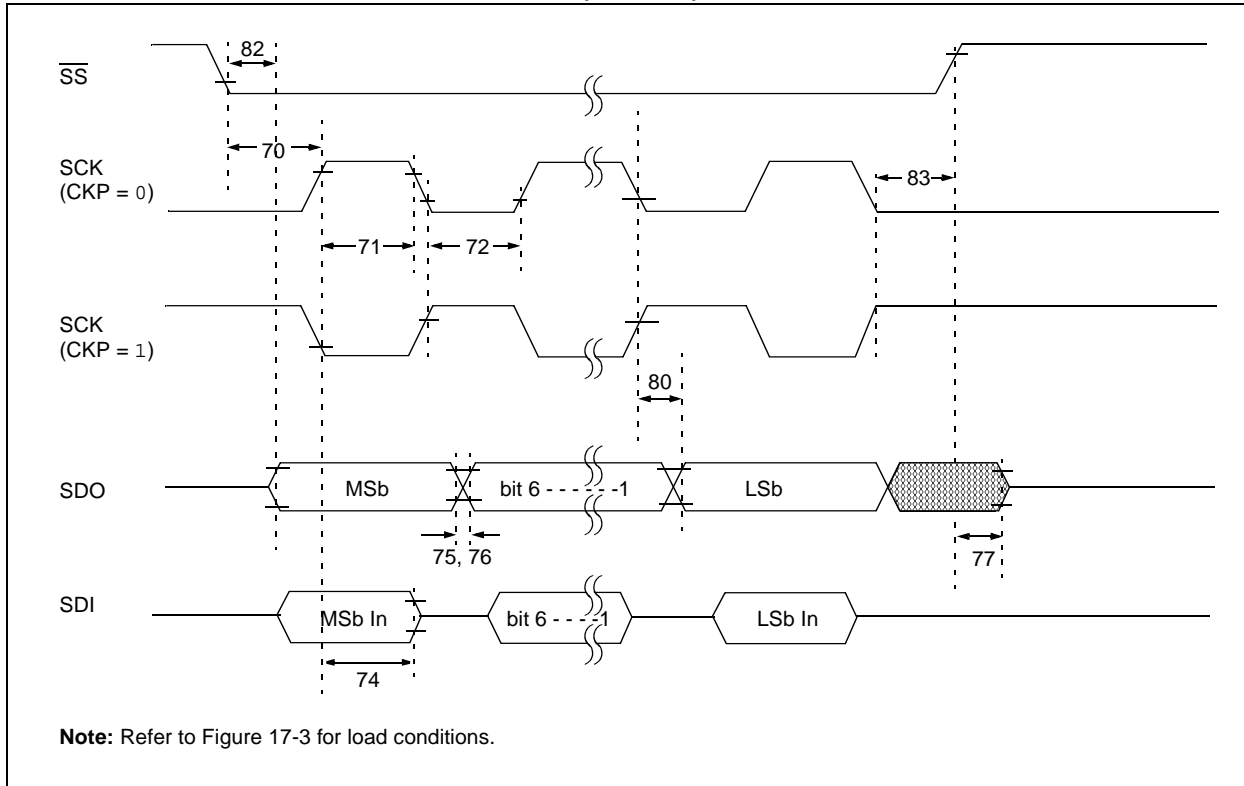 82
SS
70
SCK
(CKP = 0)
83
71
72
SCK
(CKP = 1)
80
SDO
MSb
bit 6 - - - - - -1
LSb
75, 76
77
SDI
MSb In
bit 6 - - - -1
LSb In
74
Note: Refer to Figure 17-3 for load conditions.